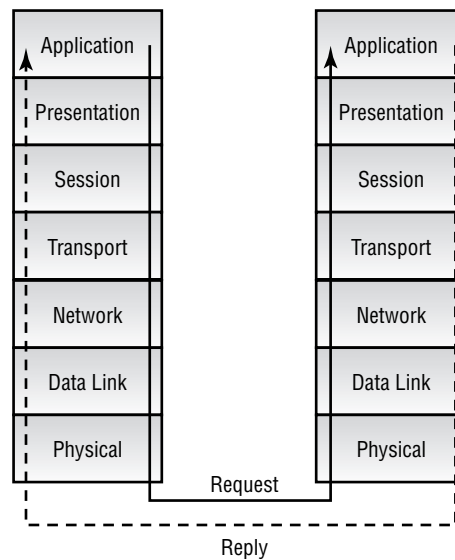 Application
Presentation
Session
Transport
Network
Data Link
Physical
Application
Presentation
Session
Transport
Network
Data Link
Physical
Request
Reply